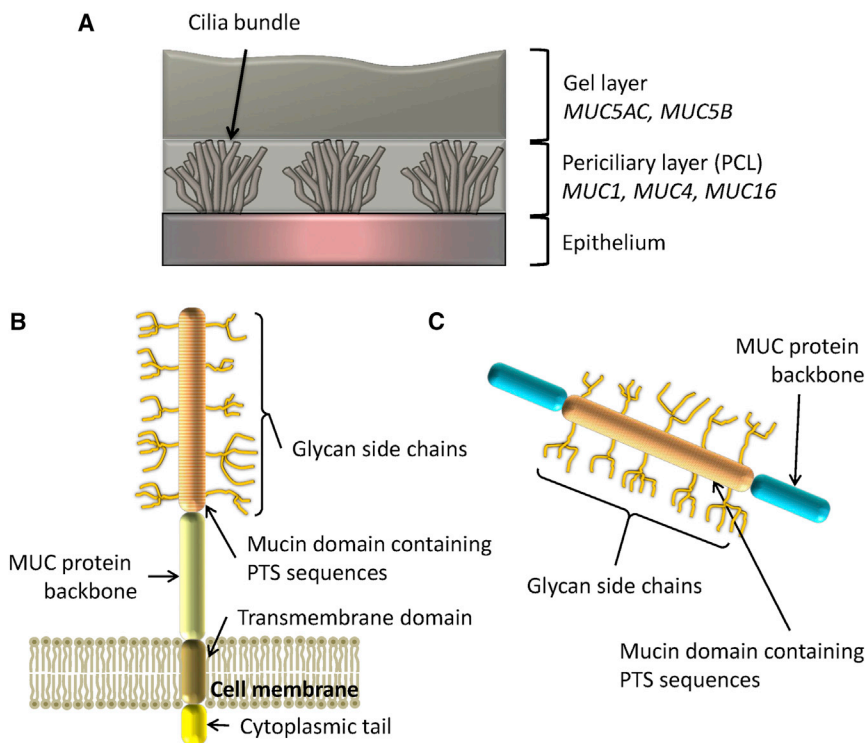 A
Cilia bundle
Gel layer
MUC5AC, MUC5B
Periciliary layer (PCL)
MUC1, MUC4, MUC16
Epithelium
B
Glycan side chains
Mucin domain containing
PTS sequences
MUC protein
backbone
Transmembrane domain
Cell membrane
Cytoplasmic tail
C
MUC protein
backbone
Glycan side chains
Mucin domain containing
PTS sequences